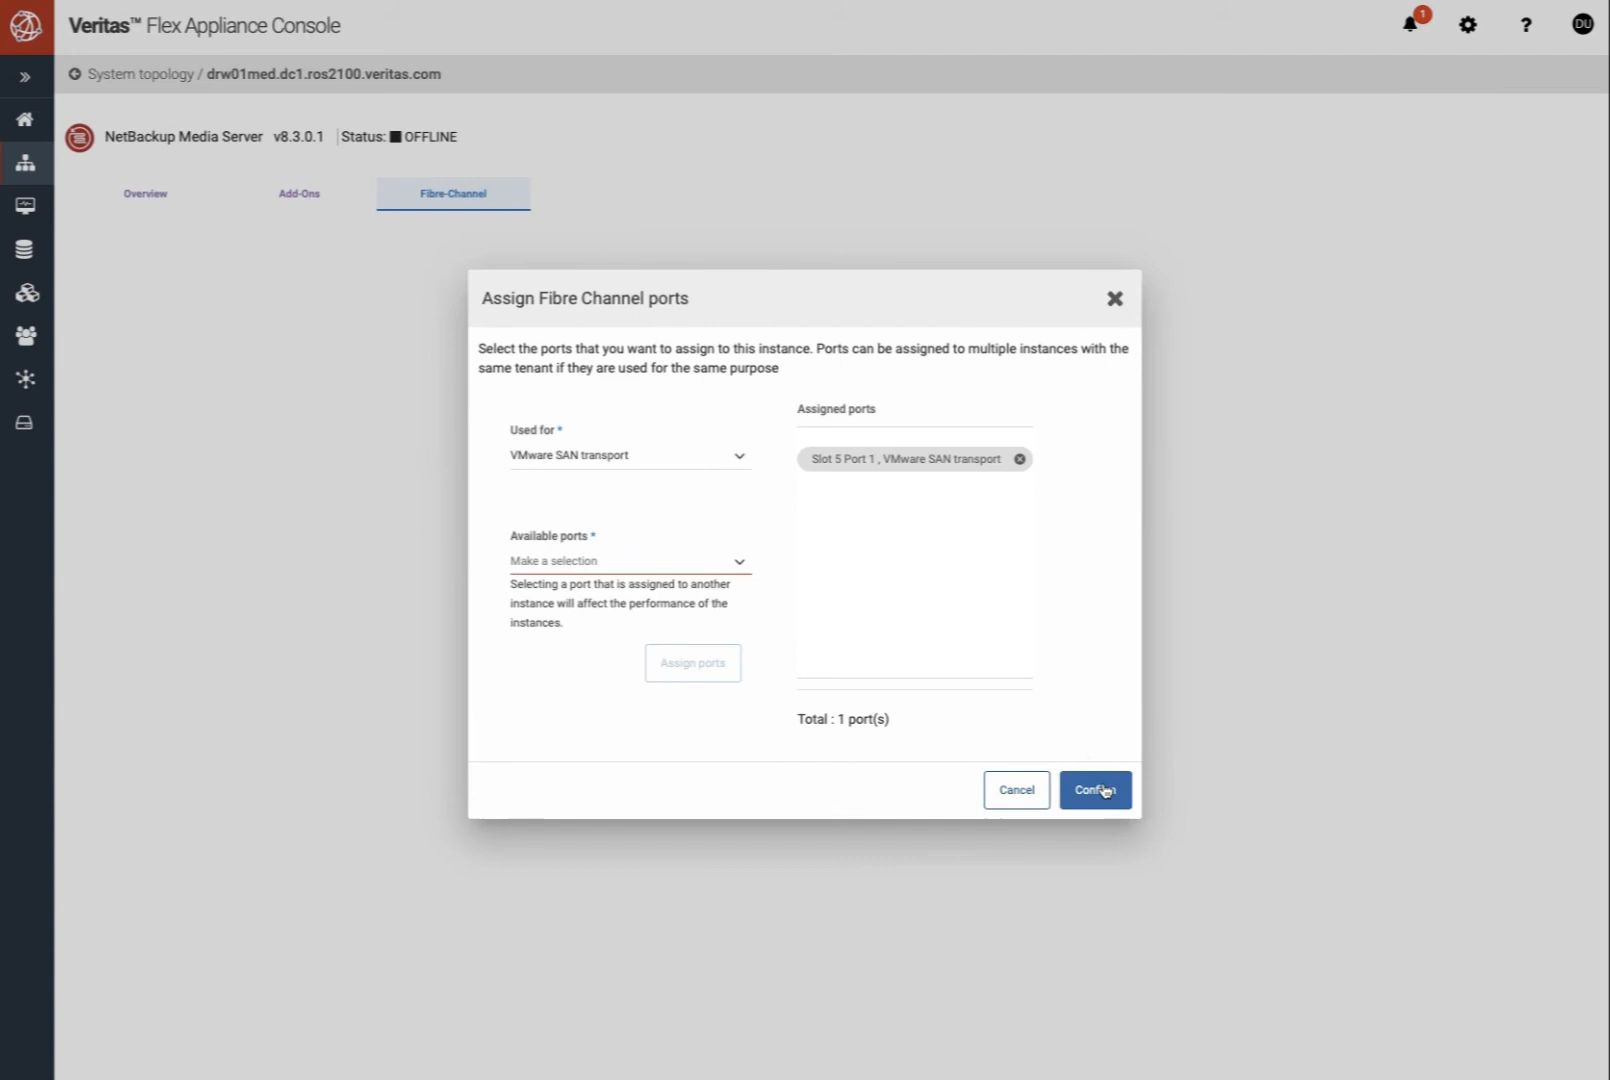 Veritas™ Flex Appliance Console
1
?
DU
System topology / drw01med.dc1.ros2100.veritas.com
NetBackup Media Server v8.3.0.1 Status: OFFLINE
Overview
Add-Ons
Fibre-Channel
Assign Fibre Channel ports
Select the ports that you want to assign to this instance. Ports can be assigned to multiple instances with the
same tenant if they are used for the same purpose
Used for *
VMware SAN transport
Available ports *
Make a selection
Selecting a port that is assigned to another
instance will affect the performance of the
instances.
Assign ports
Assigned ports
Slot 5 Port 1 , VMware SAN transport
Total : 1 port(s)
Cancel
Confirm